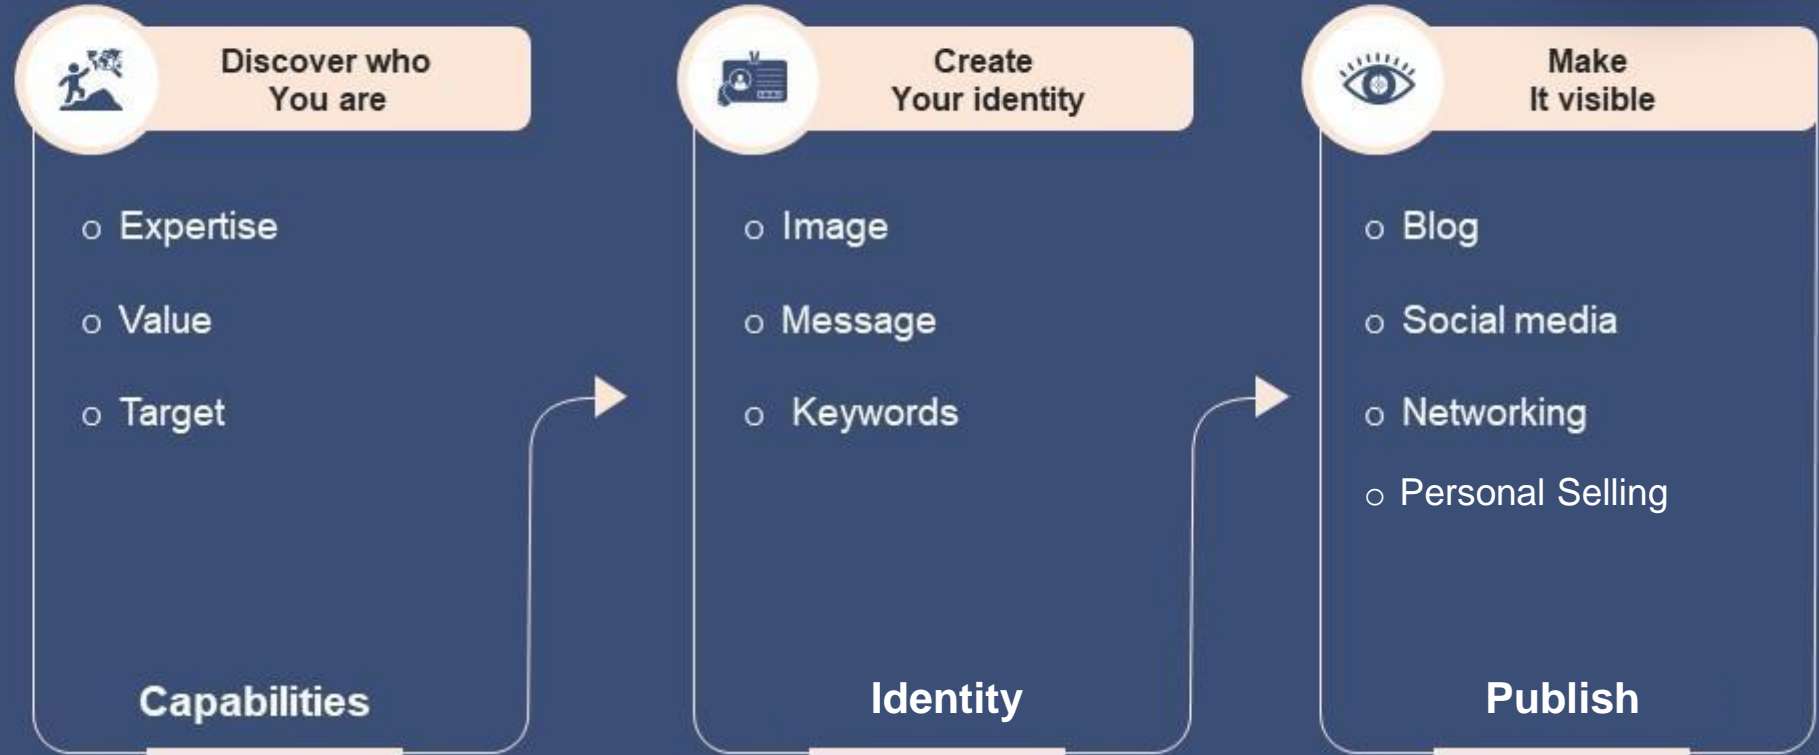 Discover who
You are
o Expertise
o Value
o Target
Capabilities
Create
Your identity
o Image
o Message
o Keywords
Identity
Make
It visible
o Blog
o Social media
o Networking
o Personal Selling
Publish